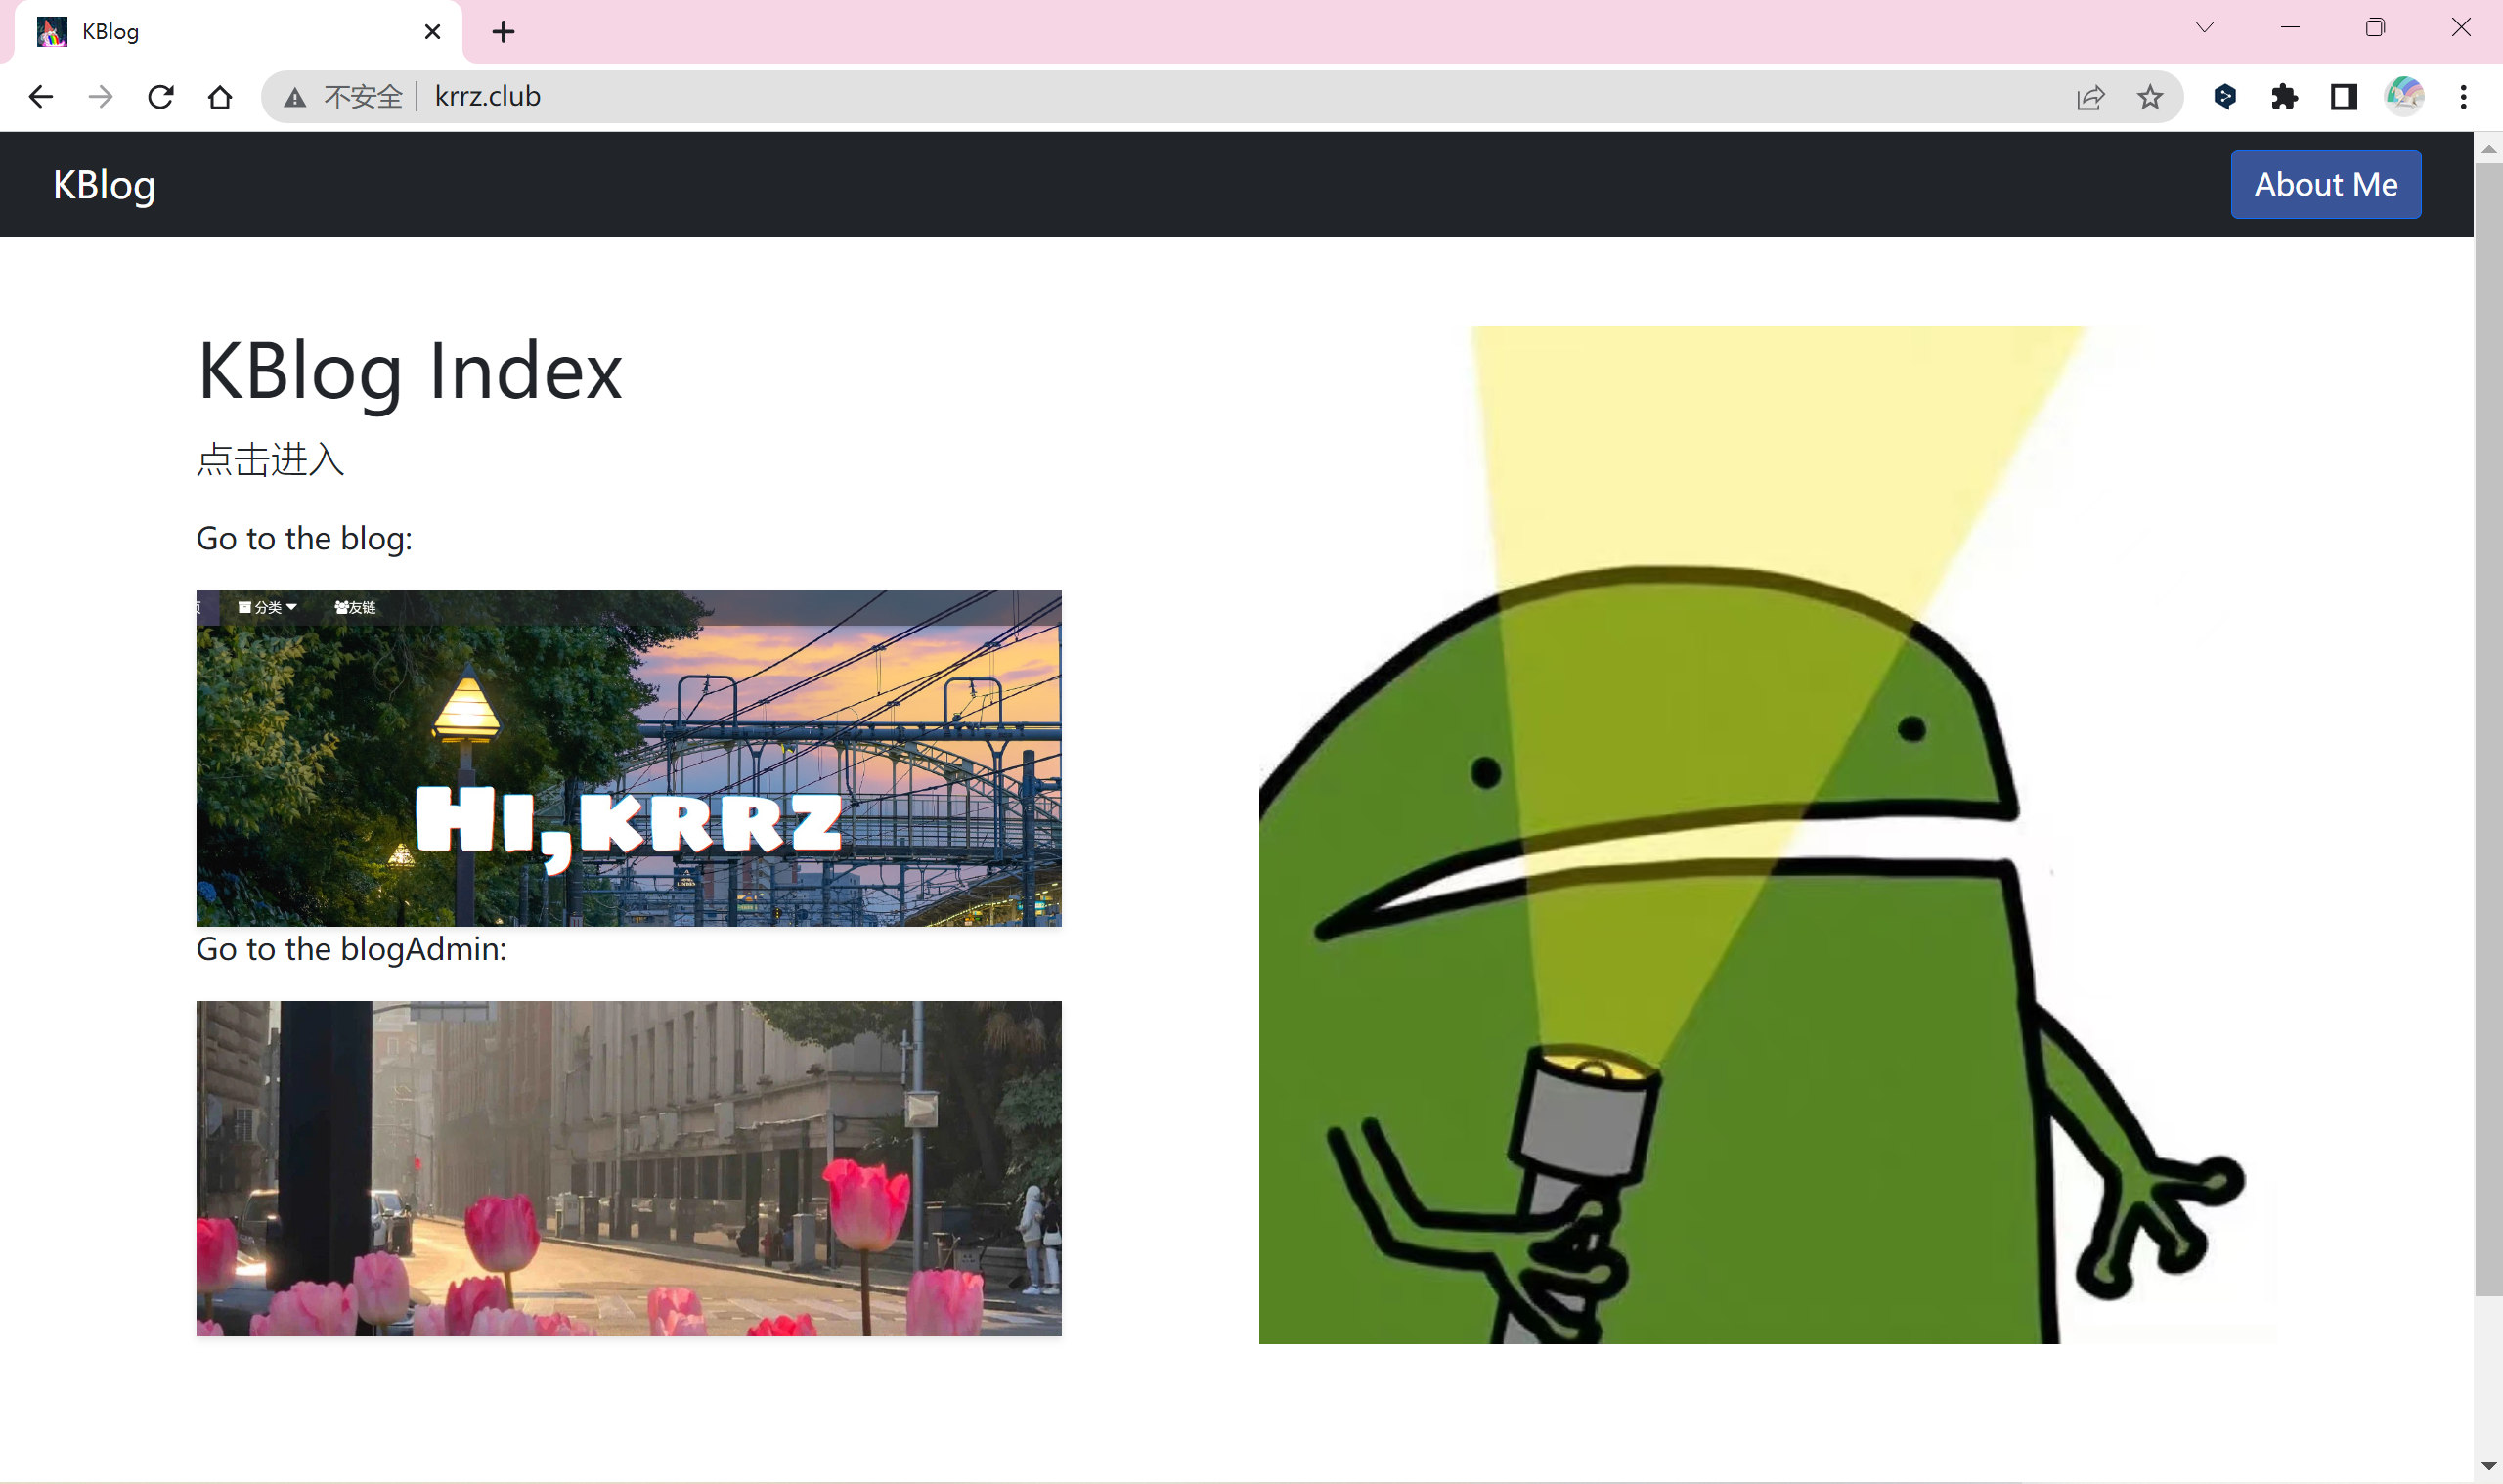 KBlog
不安全
krrz.club
KBlog
About Me
KBlog Index
点击进入
Go to the blog:
分类
友链
Hi,krrz
Go to the blogAdmin: